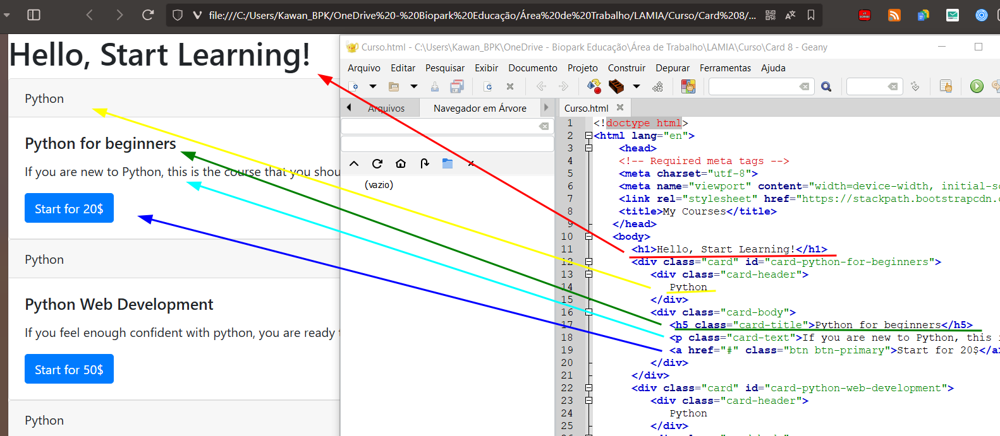 file:///C:/Users/Kawan_BPK/OneDrive%20-%20Biopark%20Educação/Área%20de%20Trabalho/LAMIA/Curso/Card%208/...
Hello, Start Learning!
Python
Python for beginners
If you are new to Python, this is the course that you shou
Start for 20$
Python
Python Web Development
If you feel enough confident with python, you are ready
Start for 50$
Python
Curso.html - C:\Users\Kawan_BPK\OneDrive - Biopark Educação\Área de Trabalho\LAMIA\Curso\Card 8 - Geany
Arquivo Editar Pesquisar Exibir Documento Projeto Construir Depurar Ferramentas Ajuda
Arquivos Navegador em Árvore
(vazio)
Curso.html
1 <!doctype html>
2 <html lang="en">
3 <head>
4 <!-- Required meta tags -->
5 <meta charset="utf-8">
6 <meta name="viewport" content="width=device-width, initial-sc
7 <link rel="stylesheet" href="https://stackpath.bootstrapcdn.c
8 <title>My Courses</title>
9 </head>
10 <body>
11 <h1>Hello, Start Learning!</h1>
12 <div class="card" id="card-python-for-beginners">
13 <div class="card-header">
14 Python
15 </div>
16 <div class="card-body">
17 <h5 class="card-title">Python for beginners</h5>
18 <p class="card-text">If you are new to Python, this i
19 <a href="#" class="btn btn-primary">Start for 20$</a>
20 </div>
21 </div>
22 <div class="card" id="card-python-web-development">
23 <div class="card-header">
24 Python
25 </div>